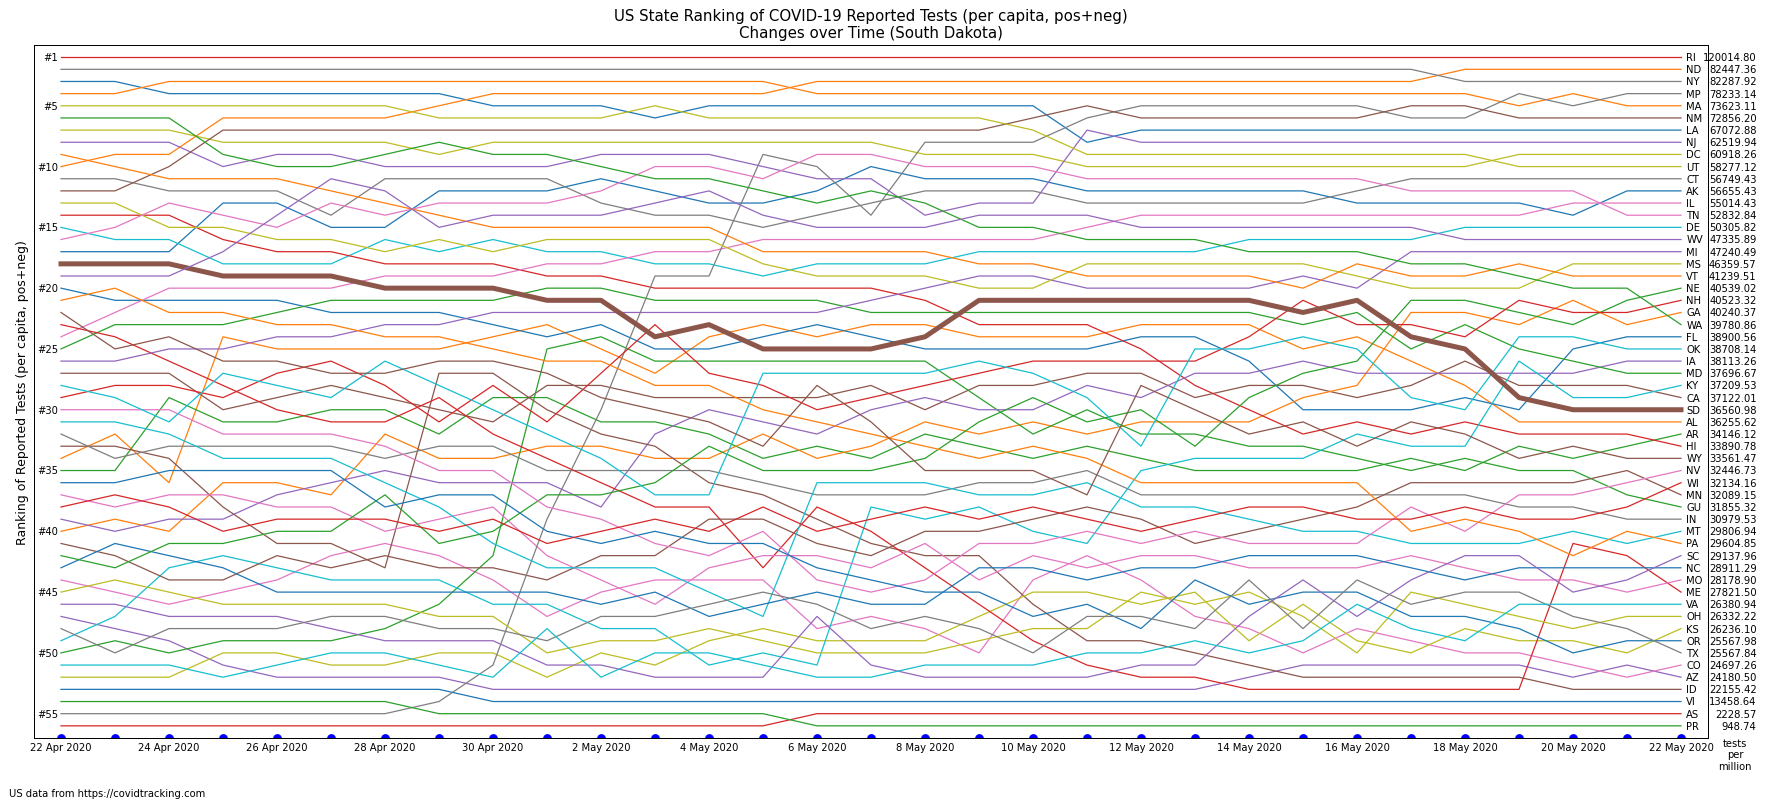 US State Ranking of COVID-19 Reported Tests (per capita, pos+neg)
Changes over Time (South Dakota)
Ranking of Reported Tests (per capita, pos+neg)
#1
#5
#10
#15
#20
#25
#30
#35
#40
#45
#50
#55
RI 120014.80
ND 82447.36
NY 82287.92
MP 78233.14
MA 73623.11
NM 72856.20
LA 67072.88
NJ 62519.94
DC 60918.26
UT 58277.12
CT 56749.43
AK 56655.43
IL 55014.43
TN 52832.84
DE 50305.82
WV 47335.89
MI 47240.49
MS 46359.57
VT 41239.51
NE 40539.02
NH 40523.32
GA 40240.37
WA 39780.86
FL 38900.56
OK 38708.14
IA 38113.26
MD 37696.67
KY 37209.53
CA 37122.01
SD 36560.98
AL 36255.62
AR 34146.12
HI 33890.78
WY 33561.47
NV 32446.73
WI 32134.16
MN 32089.15
GU 31855.32
IN 30979.53
MT 29806.94
PA 29604.85
SC 29137.96
NC 28911.29
MO 28178.90
ME 27821.50
VA 26380.94
OH 26332.22
KS 26236.10
OR 25567.98
TX 25567.84
CO 24697.26
AZ 24180.50
ID 22155.42
VI 13458.64
AS 2228.57
PR 948.74
22 Apr 2020 24 Apr 2020 26 Apr 2020 28 Apr 2020 30 Apr 2020 2 May 2020 4 May 2020 6 May 2020 8 May 2020 10 May 2020 12 May 2020 14 May 2020 16 May 2020 18 May 2020 20 May 2020 22 May 2020
tests
per
million
US data from https://covidtracking.com